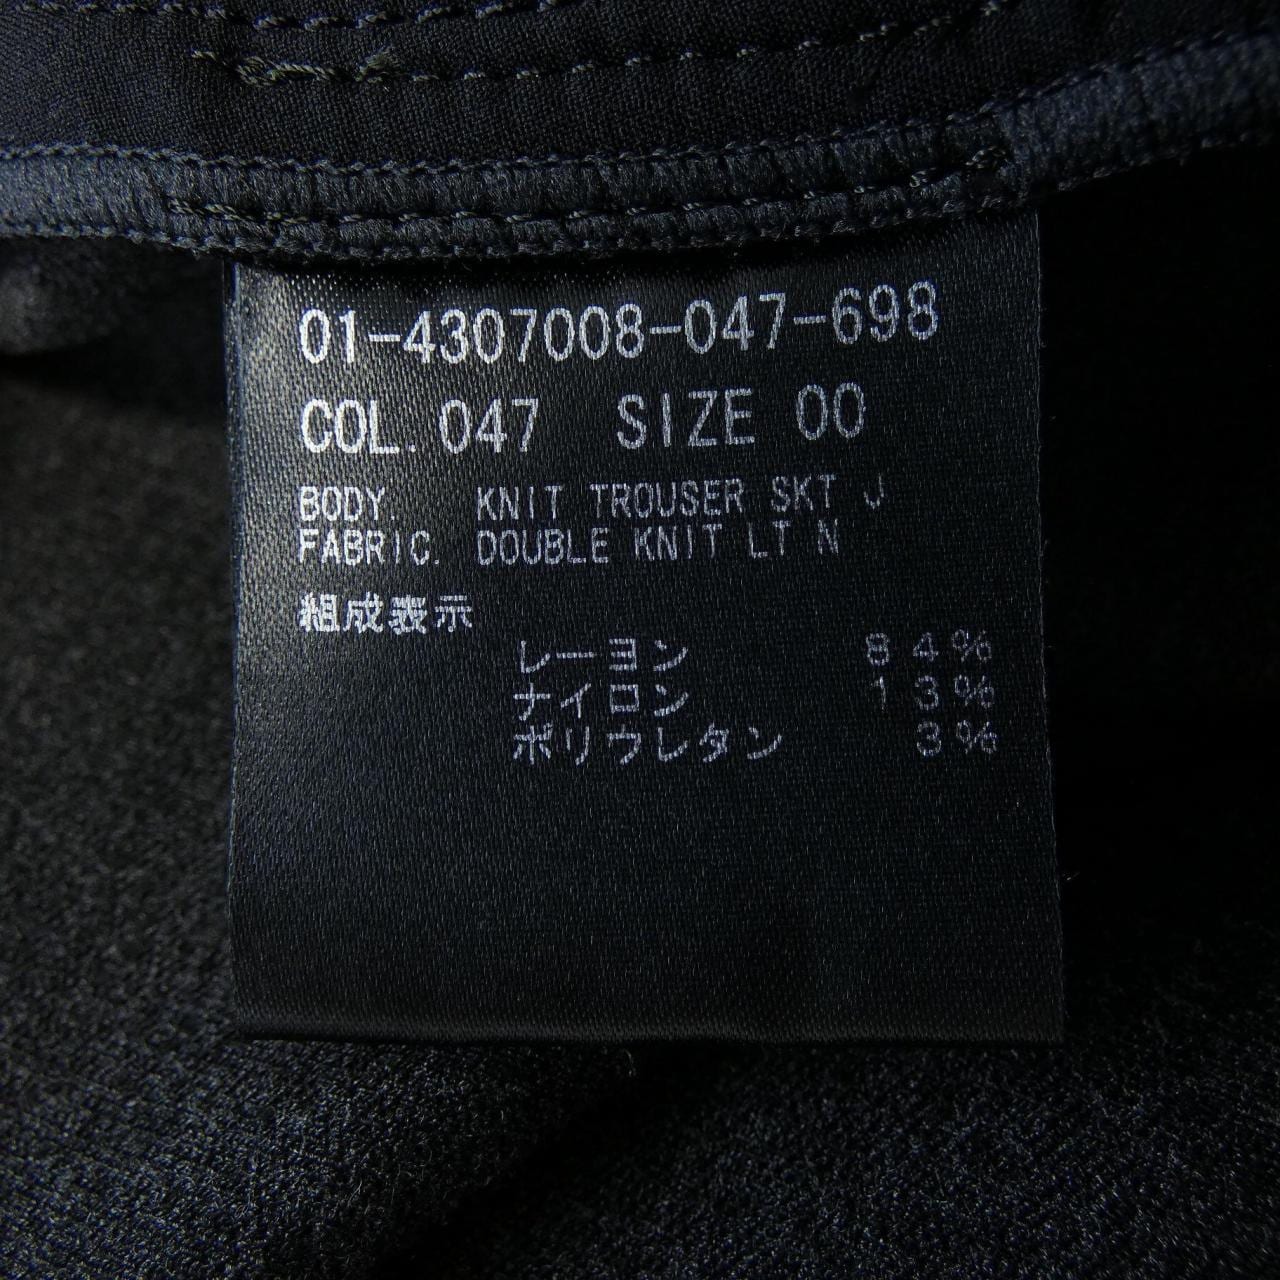 01-4307008-047-698
COL. 047 SIZE 00
BODY. KNIT TROUSER SKT J
FABRIC. DOUBLE KNIT LT N
組成表示
レーヨン 84%
ナイロン 13%
ポリウレタン 3%